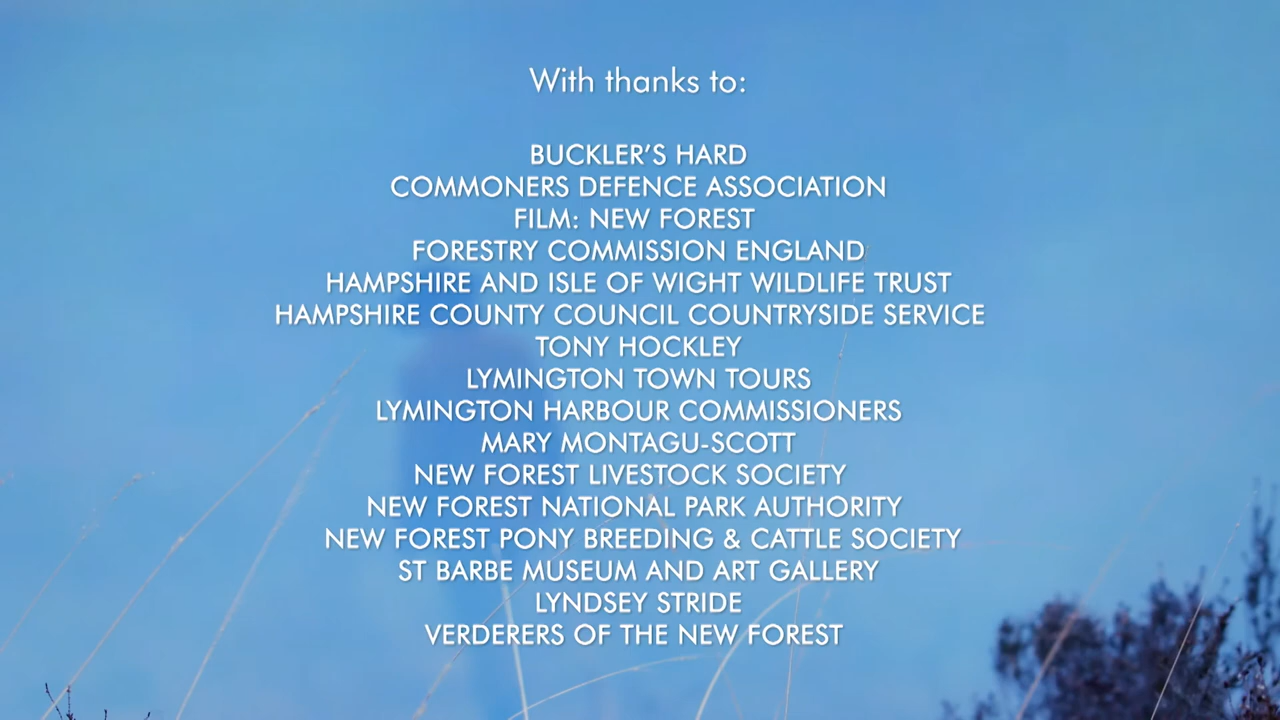 With thanks to:
BUCKLER'S HARD
COMMONERS DEFENCE ASSOCIATION
FILM: NEW FOREST
FORESTRY COMMISSION ENGLAND
HAMPSHIRE AND ISLE OF WIGHT WILDLIFE TRUST
HAMPSHIRE COUNTY COUNCIL COUNTRYSIDE SERVICE
TONY HOCKLEY
LYMINGTON TOWN TOURS
LYMINGTON HARBOUR COMMISSIONERS
MARY MONTAGU-SCOTT
NEW FOREST LIVESTOCK SOCIETY
NEW FOREST NATIONAL PARK AUTHORITY
NEW FOREST PONY BREEDING & CATTLE SOCIETY
ST BARBE MUSEUM AND ART GALLERY
LYNDSEY STRIDE
VERDERERS OF THE NEW FOREST